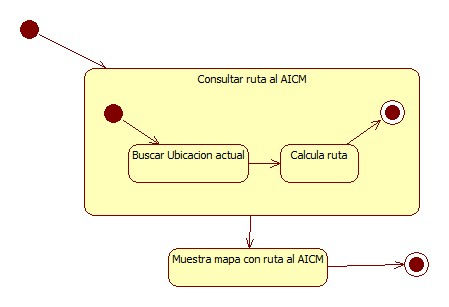 Consultar ruta al AICM
Buscar Ubicacion actual
Calcula ruta
Muestra mapa con ruta al AICM